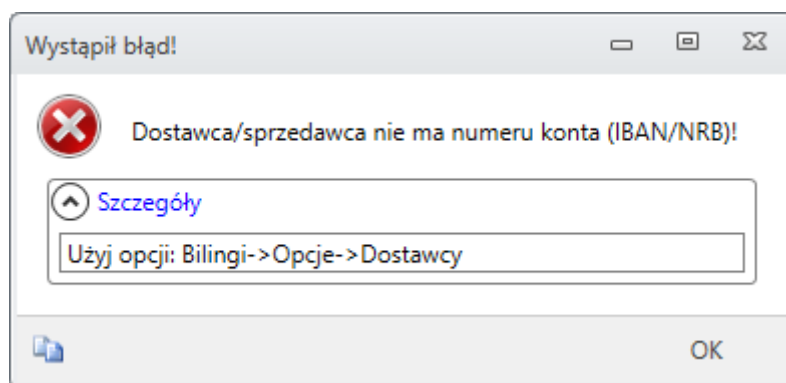 Wystąpił błąd!
Dostawca/sprzedawca nie ma numeru konta (IBAN/NRB)!
Szczegóły
Użyj opcji: Bilingi->Opcje->Dostawcy
OK